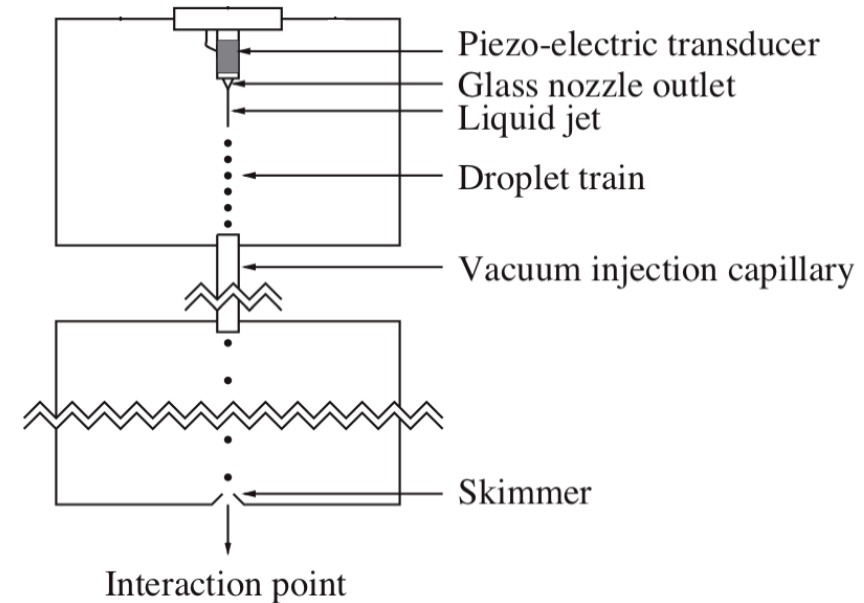 Piezo-electric transducer
Glass nozzle outlet
Liquid jet
Droplet train
Vacuum injection capillary
Skimmer
Interaction point